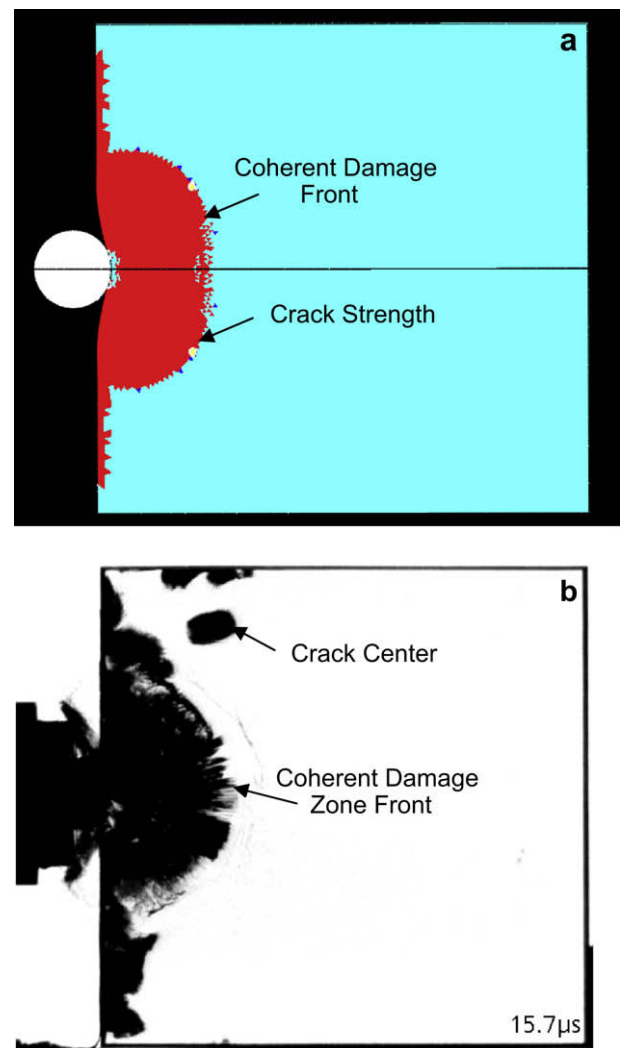 a
Coherent Damage
Front
Crack Strength
b
Crack Center
Coherent Damage
Zone Front
15.7µs